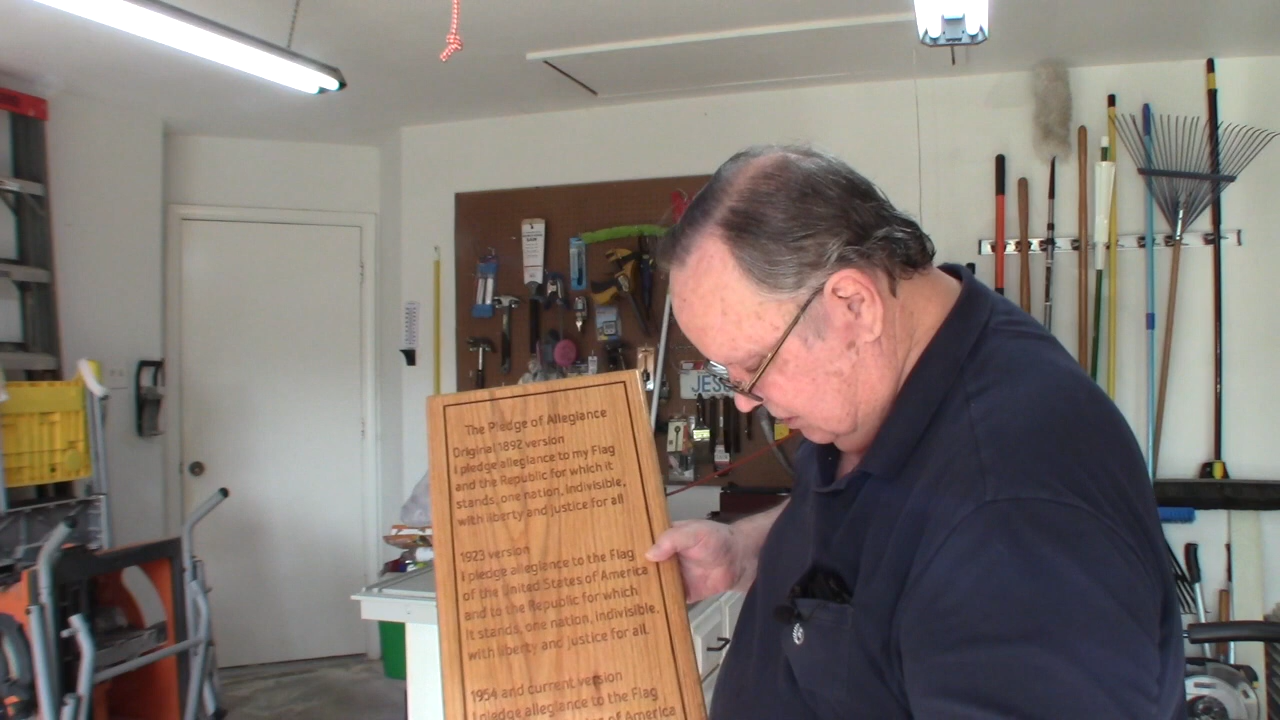 The Pledge of Allegiance
Original 1892 version
I pledge allegiance to my Flag
and the Republic for which it
stands, one nation, indivisible,
with liberty and justice for all
1923 version
I pledge allegiance to the Flag
of the United States of America
and to the Republic for which
it stands, one nation, indivisible,
with liberty and justice for all.
1954 and current version
I pledge allegiance to the Flag
of America
JES